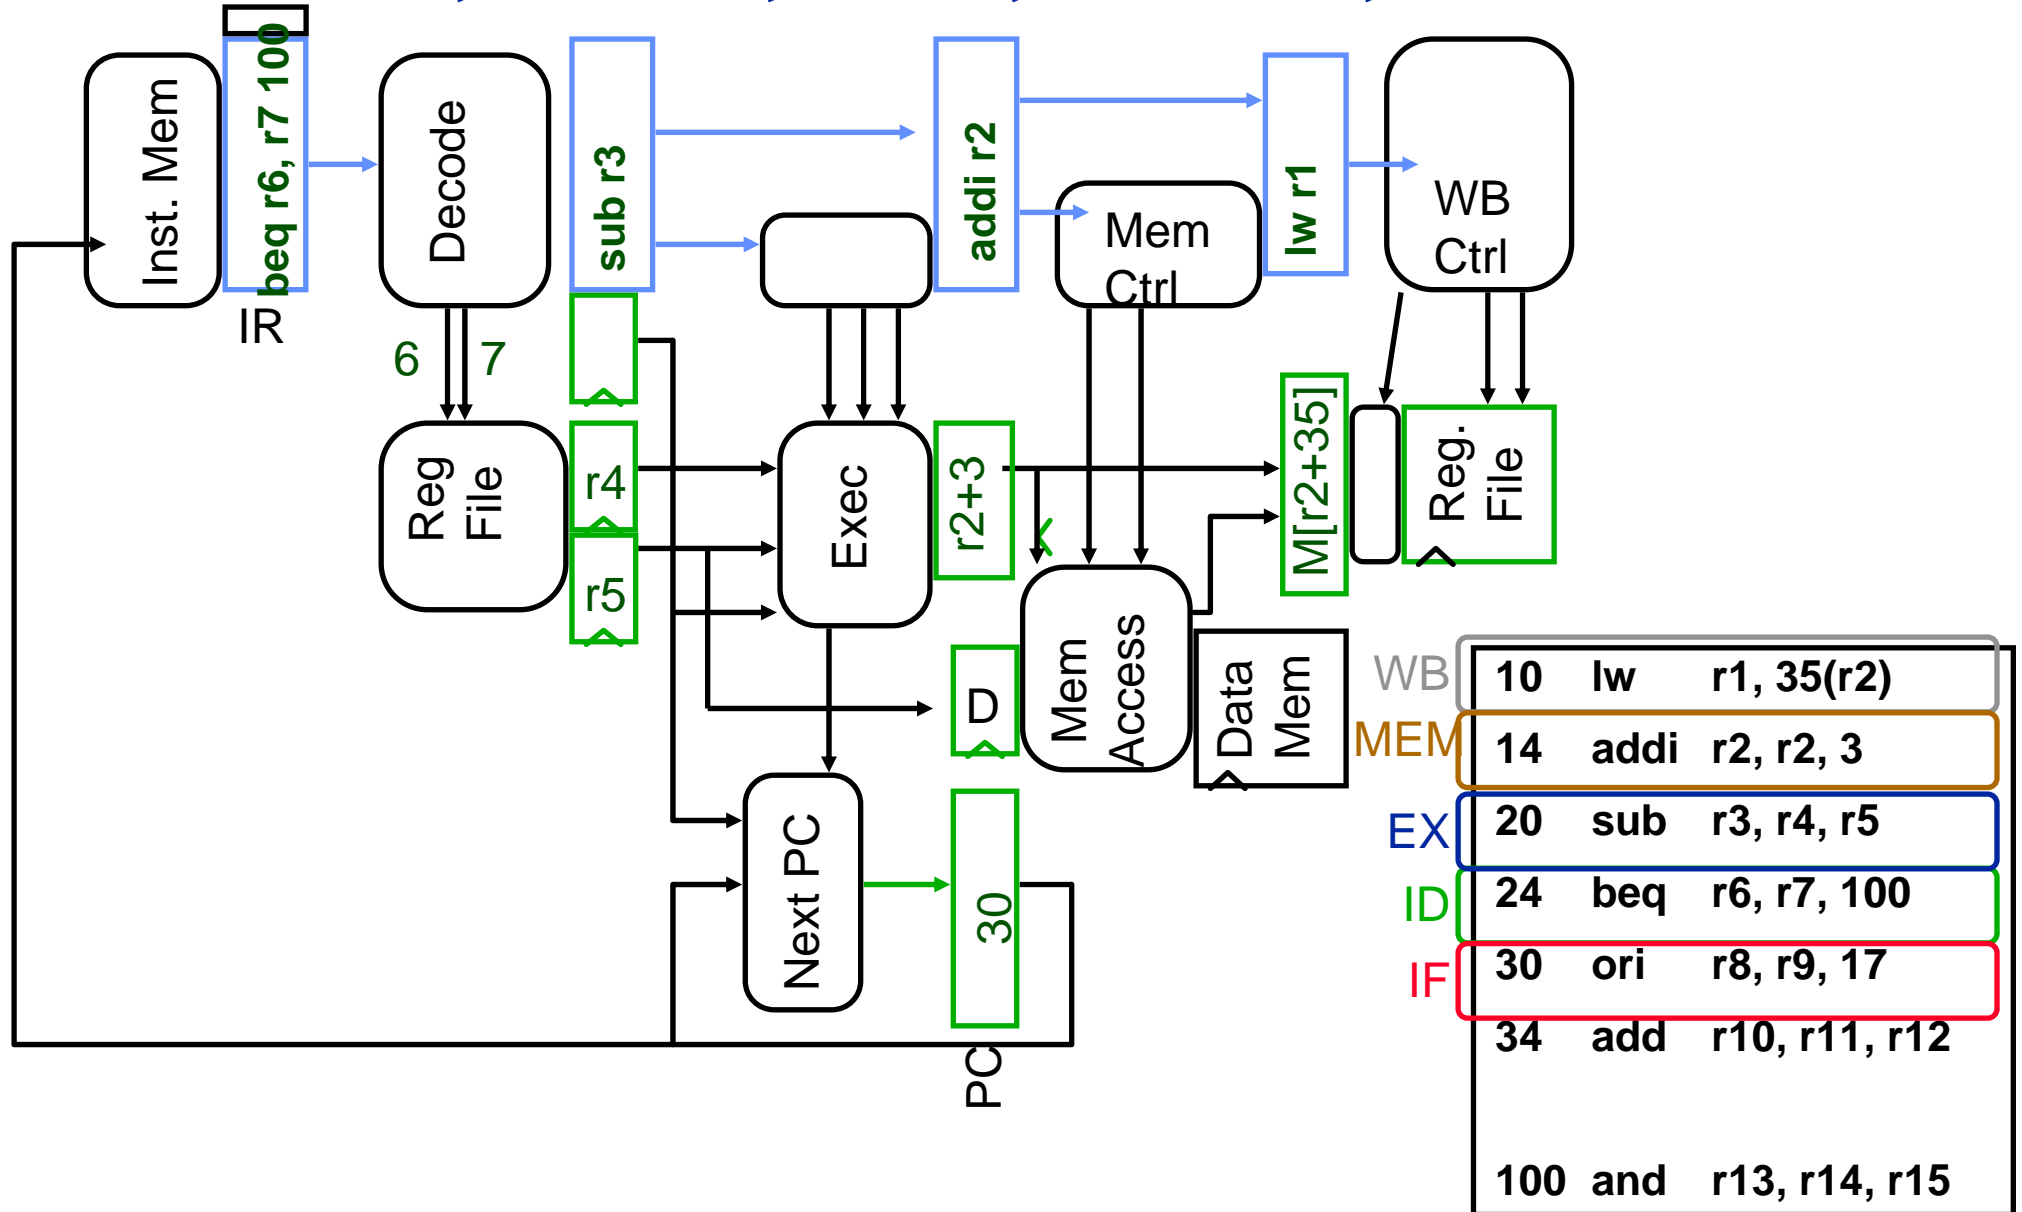 Inst. Mem
beq r6, r7 100
IR
Decode
6
7
Reg
File
sub r3
r4
r5
Exec
addi r2
r2+3
Mem
Ctrl
lw r1
WB
Ctrl
M[r2+35]
Reg.
File
D
Mem
Access
Data
Mem
Next PC
30
PC
WB 10 lw r1, 35(r2)
MEM 14 addi r2, r2, 3
EX 20 sub r3, r4, r5
ID 24 beq r6, r7, 100
IF 30 ori r8, r9, 17
34 add r10, r11, r12
100 and r13, r14, r15